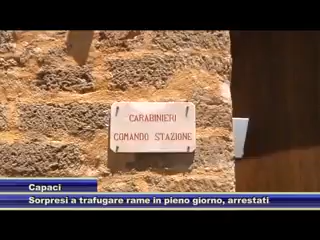 CARABINIERI
COMANDO STAZIONE
Capaci
Sorpresi a trafugare rame in pieno giorno, arrestati